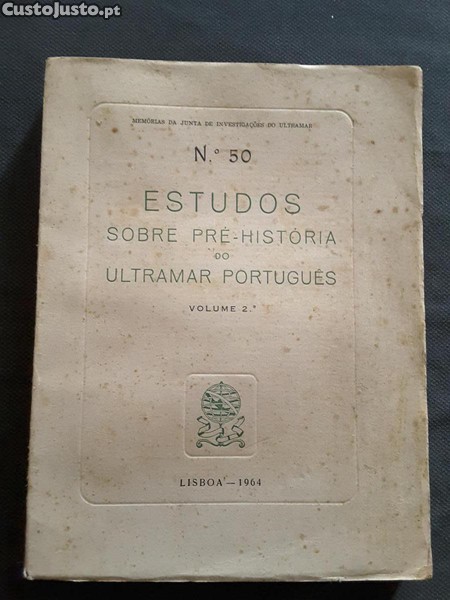 CustoJusto.pt
MEMÓRIAS DA JUNTA DE INVESTIGAÇÕES DO ULTRAMAR
N.º 50
ESTUDOS
SOBRE PRÉ-HISTÓRIA
DO
ULTRAMAR PORTUGUÊS
VOLUME 2.º
LISBOA — 1964